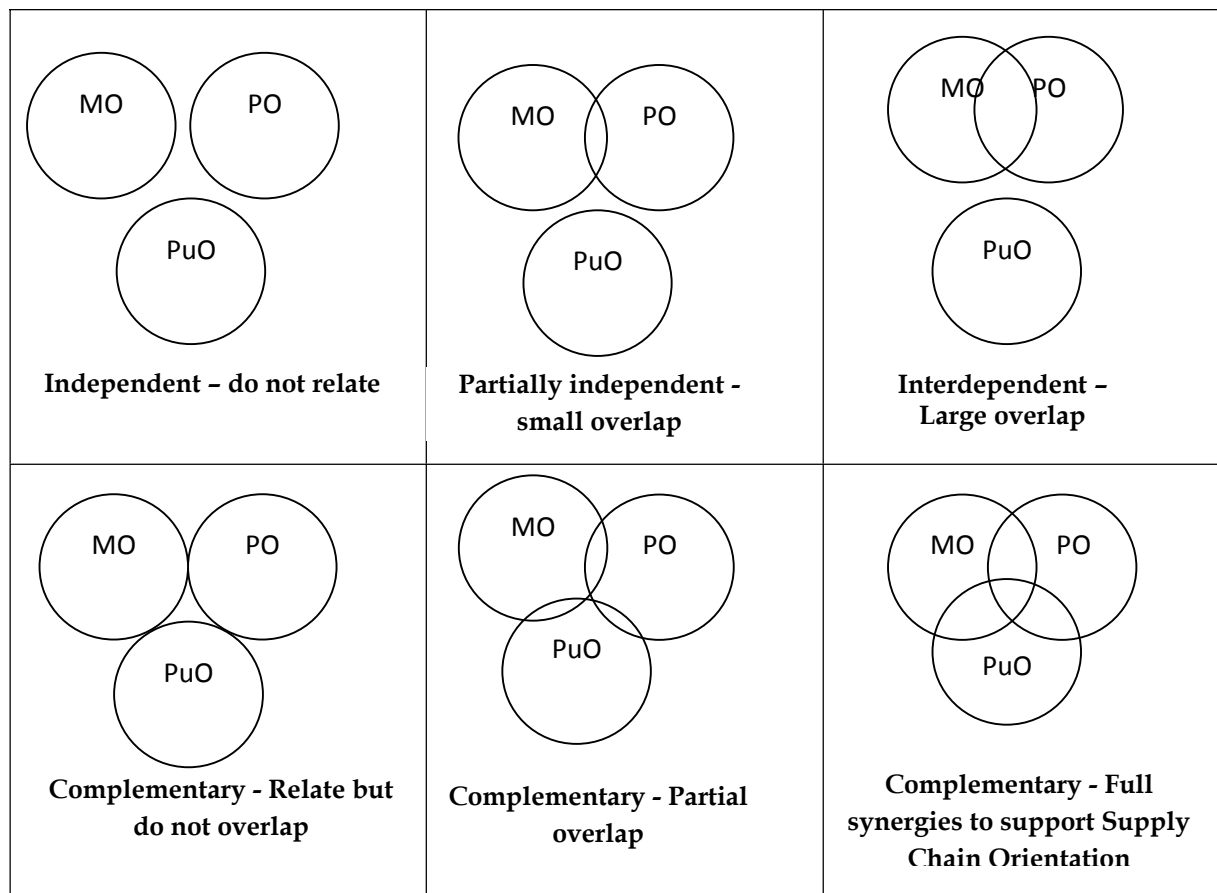 MO PO
PuO
Independent – do not relate
MO PO
PuO
Partially independent -
small overlap
MO PO
PuO
Interdependent –
Large overlap
MO PO
PuO
Complementary - Relate but
do not overlap
MO
PO
PuO
Complementary - Partial
overlap
MO PO
PuO
Complementary - Full
synergies to support Supply
Chain Orientation